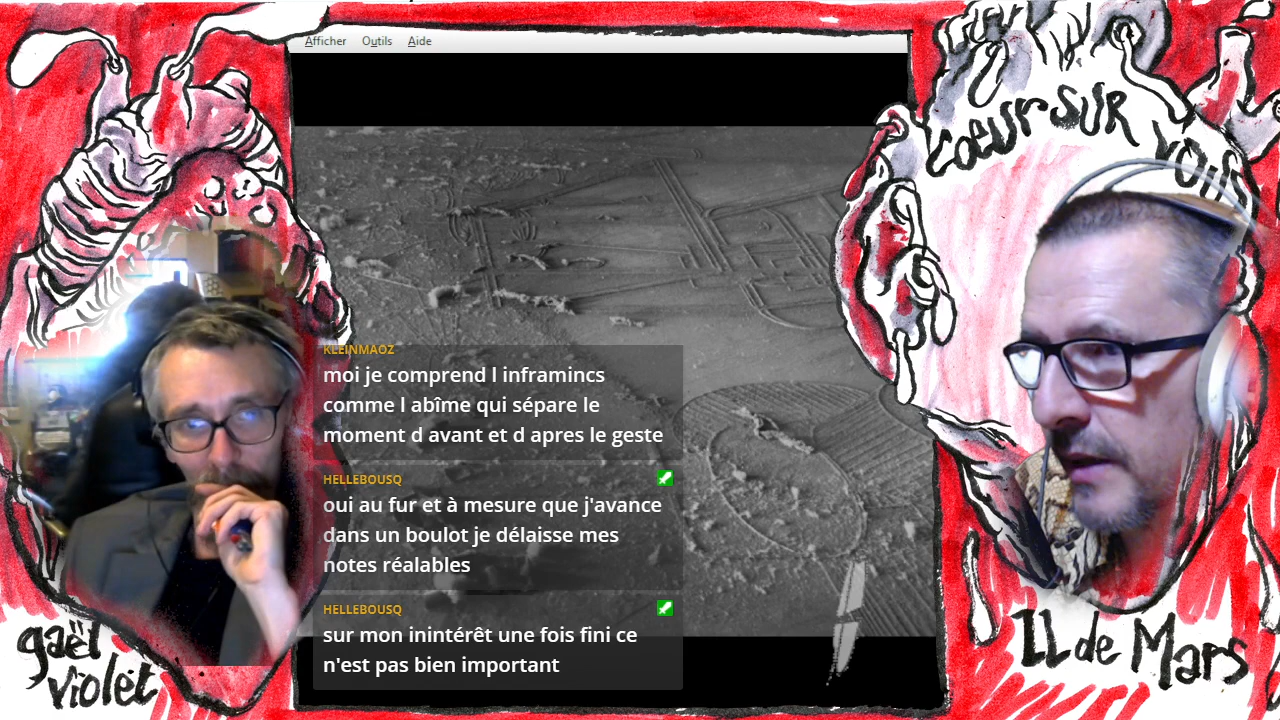 Afficher Outils Aide
cœur SUR VOUS
KLEINMAOZ
moi je comprend l inframincs
comme l abîme qui sépare le
moment d avant et d apres le geste
HELLEBOUSQ
oui au fur et à mesure que j'avance
dans un boulot je délaisse mes
notes réalables
HELLEBOUSQ
sur mon inintérêt une fois fini ce
n'est pas bien important
gaël
violet
LL de Mars